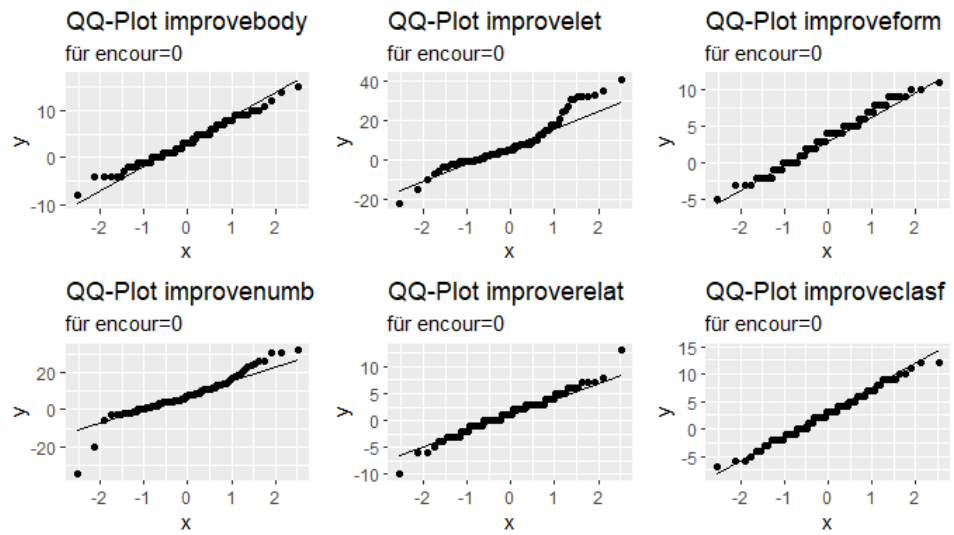 QQ-Plot improvebody
für encour=0
10
0
-10
y
-2 -1 0 1 2
x
QQ-Plot improvelet
für encour=0
40
20
0
-20
y
-2 -1 0 1 2
x
QQ-Plot improveform
für encour=0
10
5
0
-5
y
-2 -1 0 1 2
x
QQ-Plot improvenumb
für encour=0
20
0
-20
y
-2 -1 0 1 2
x
QQ-Plot improverelat
für encour=0
10
5
0
-5
-10
y
-2 -1 0 1 2
x
QQ-Plot improveclasf
für encour=0
15
10
5
0
-5
y
-2 -1 0 1 2
x